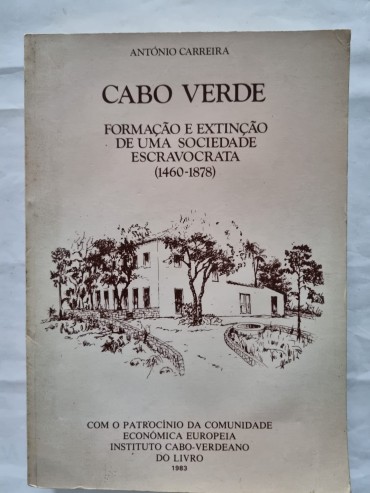 ANTÓNIO CARREIRA
CABO VERDE
FORMAÇÃO E EXTINÇÃO
DE UMA SOCIEDADE
ESCRAVOCRATA
(1460-1878)
COM O PATROCÍNIO DA COMUNIDADE
ECONÓMICA EUROPEIA
INSTITUTO CABO-VERDEANO
DO LIVRO
1983